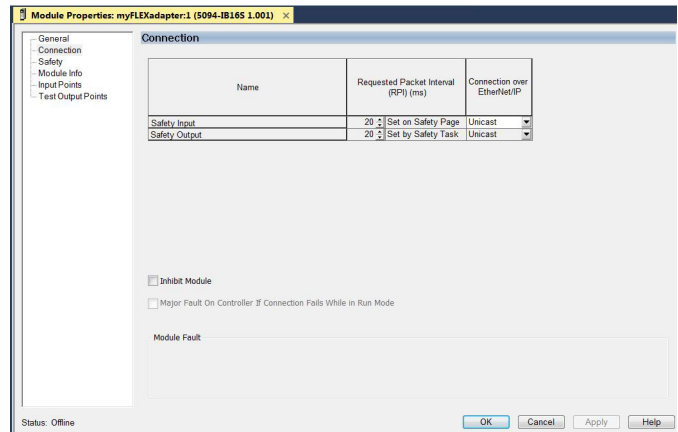 Module Properties: myFLEXadapter:1 (5094-IB16S 1.001) ×
General
Connection
Safety
Module Info
Input Points
Test Output Points
Connection
Name
Requested Packet Interval
(RPI) (ms)
Connection over
EtherNet/IP
Safety Input 20 Set on Safety Page Unicast
Safety Output 20 Set by Safety Task Unicast
Inhibit Module
Major Fault On Controller If Connection Fails While in Run Mode
Module Fault
Status: Offline
OK Cancel Apply Help